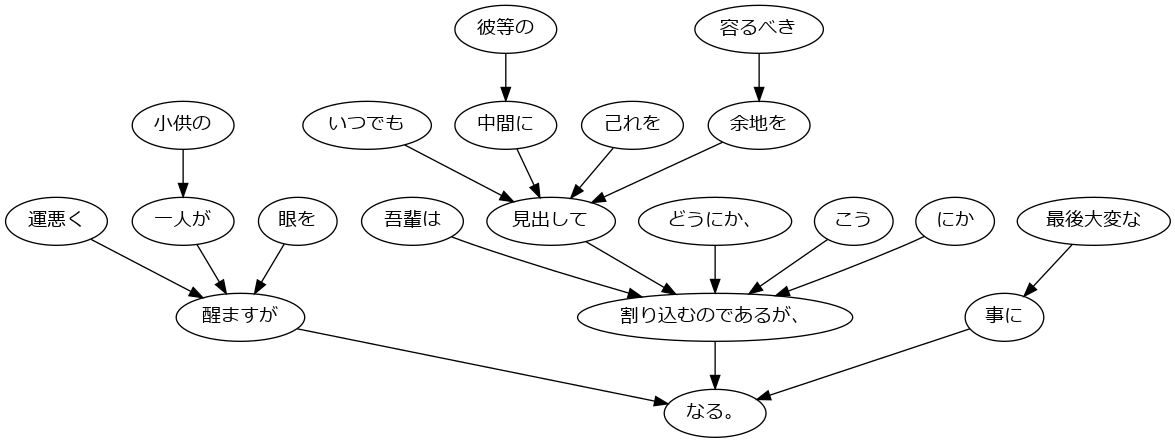 彼等の
容るべき
小供の
いつでも
中間に
己れを
余地を
運悪く
一人が
眼を
吾輩は
見出して
どうにか、
こう
にか
最後大変な
醒ますが
割り込むのであるが、
事に
なる。